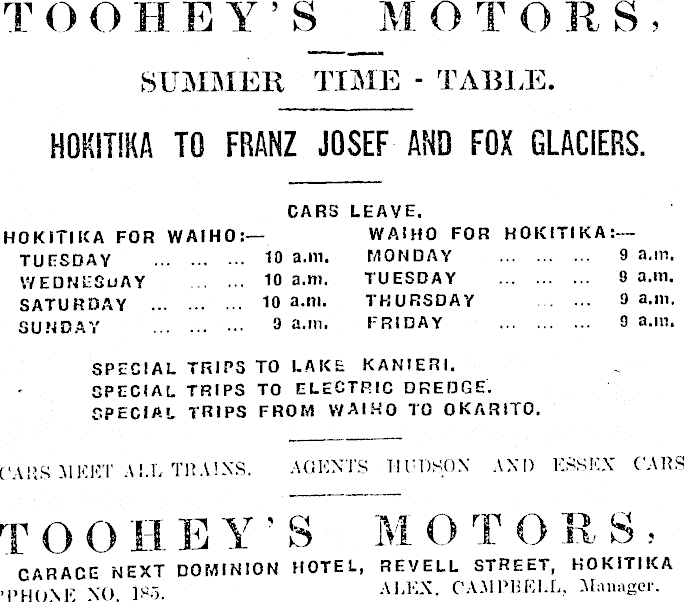 TOOHEY'S MOTORS,
SUMMER TIME-TABLE.
HOKITIKA TO FRANZ JOSEF AND FOX GLACIERS.
CARS LEAVE.
HOKITIKA FOR WAIHO:— WAIHO FOR HOKITIKA:—
TUESDAY ... ... ... 10 a.m. MONDAY ... ... ... 9 a.m.
WEDNESDAY ... ... 10 a.m. TUESDAY ... ... ... 9 a.m.
SATURDAY ... ... ... 10 a.m. THURSDAY ... ... 9 a.m.
SUNDAY ... ... ... 9 a.m. FRIDAY ... ... ... 9 a.m.
SPECIAL TRIPS TO LAKE KANIERI.
SPECIAL TRIPS TO ELECTRIC DREDGE.
SPECIAL TRIPS FROM WAIHO TO OKARITO.
CARS MEET ALL TRAINS. AGENTS HUDSON AND ESSEX CARS
TOOHEY'S MOTORS,
GARAGE NEXT DOMINION HOTEL, REVELL STREET, HOKITIKA
'PHONE NO. 185. ALEX. CAMPBELL, Manager.